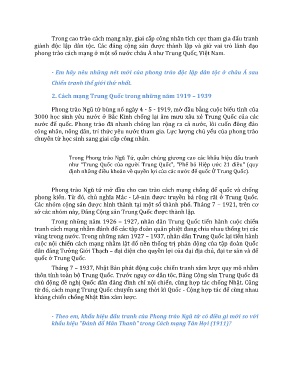 Trong cao trào cách mạng này, giai cấp công nhân tích cực tham gia đấu tranh
giành độc lập dân tộc. Các đảng cộng sản được thành lập và giữ vai trò lãnh đạo
phong trào cách mạng ở một số nước châu Á như Trung Quốc, Việt Nam.
- Em hãy nêu những nét mới của phong trào độc lập dân tộc ở châu Á sau
Chiến tranh thế giới thứ nhất.
2. Cách mạng Trung Quốc trong những năm 1919 – 1939
Phong trào Ngũ tứ bùng nổ ngày 4 - 5 - 1919, mở đầu bằng cuộc biểu tình của
3000 học sinh yêu nước ở Bắc Kinh chống lại âm mưu xâu xé Trung Quốc của các
nước đế quốc. Phong trào đã nhanh chóng lan rộng ra cả nước, lôi cuốn đông đảo
công nhân, nông dân, trí thức yêu nước tham gia. Lực lượng chủ yếu của phong trào
chuyển từ học sinh sang giai cấp công nhân.
Trong Phong trào Ngũ Tứ, quần chúng giương cao các khẩu hiệu đấu tranh
như "Trung Quốc của người Trung Quốc", "Phế bỏ Hiệp ước 21 điều" (quy
định những điều khoản về quyền lợi của các nước đế quốc ở Trung Quốc).
Phong trào Ngũ tứ mở đầu cho cao trào cách mạng chống đế quốc và chống
phong kiến. Từ đó, chủ nghĩa Mác - Lê-nin được truyền bá rộng rãi ở Trung Quốc.
Các nhóm cộng sản được hình thành tại một số thành phố. Tháng 7 – 1921, trên cơ
sở các nhóm này, Đảng Cộng sản Trung Quốc được thành lập.
Trong những năm 1926 – 1927, nhân dân Trung Quốc tiến hành cuộc chiến
tranh cách mạng nhằm đánh đổ các tập đoàn quân phiệt đang chia nhau thống trị các
vùng trong nước. Trong những năm 1927 – 1937, nhân dân Trung Quốc lại tiến hành
cuộc nội chiến cách mạng nhằm lật đổ nền thống trị phản động của tập đoàn Quốc
dân đảng Tưởng Giới Thạch – đại diện cho quyền lợi của đại địa chủ, đại tư sản và đế
quốc ở Trung Quốc.
Tháng 7 – 1937, Nhật Bản phát động cuộc chiến tranh xâm lược quy mô nhằm
thôn tính toàn bộ Trung Quốc. Trước nguy cơ dân tộc, Đảng Cộng sản Trung Quốc đã
chủ động đề nghị Quốc dân đảng đình chỉ nội chiến, cùng hợp tác chống Nhật. Cũng
từ đó, cách mạng Trung Quốc chuyển sang thời kì Quốc - Cộng hợp tác để cùng nhau
kháng chiến chống Nhật Bản xâm lược.
- Theo em, khẩu hiệu đấu tranh của Phong trào Ngũ tứ có điều gì mới so với
khẩu hiệu "Đánh đổ Mãn Thanh" trong Cách mạng Tân Hợi (1911)?